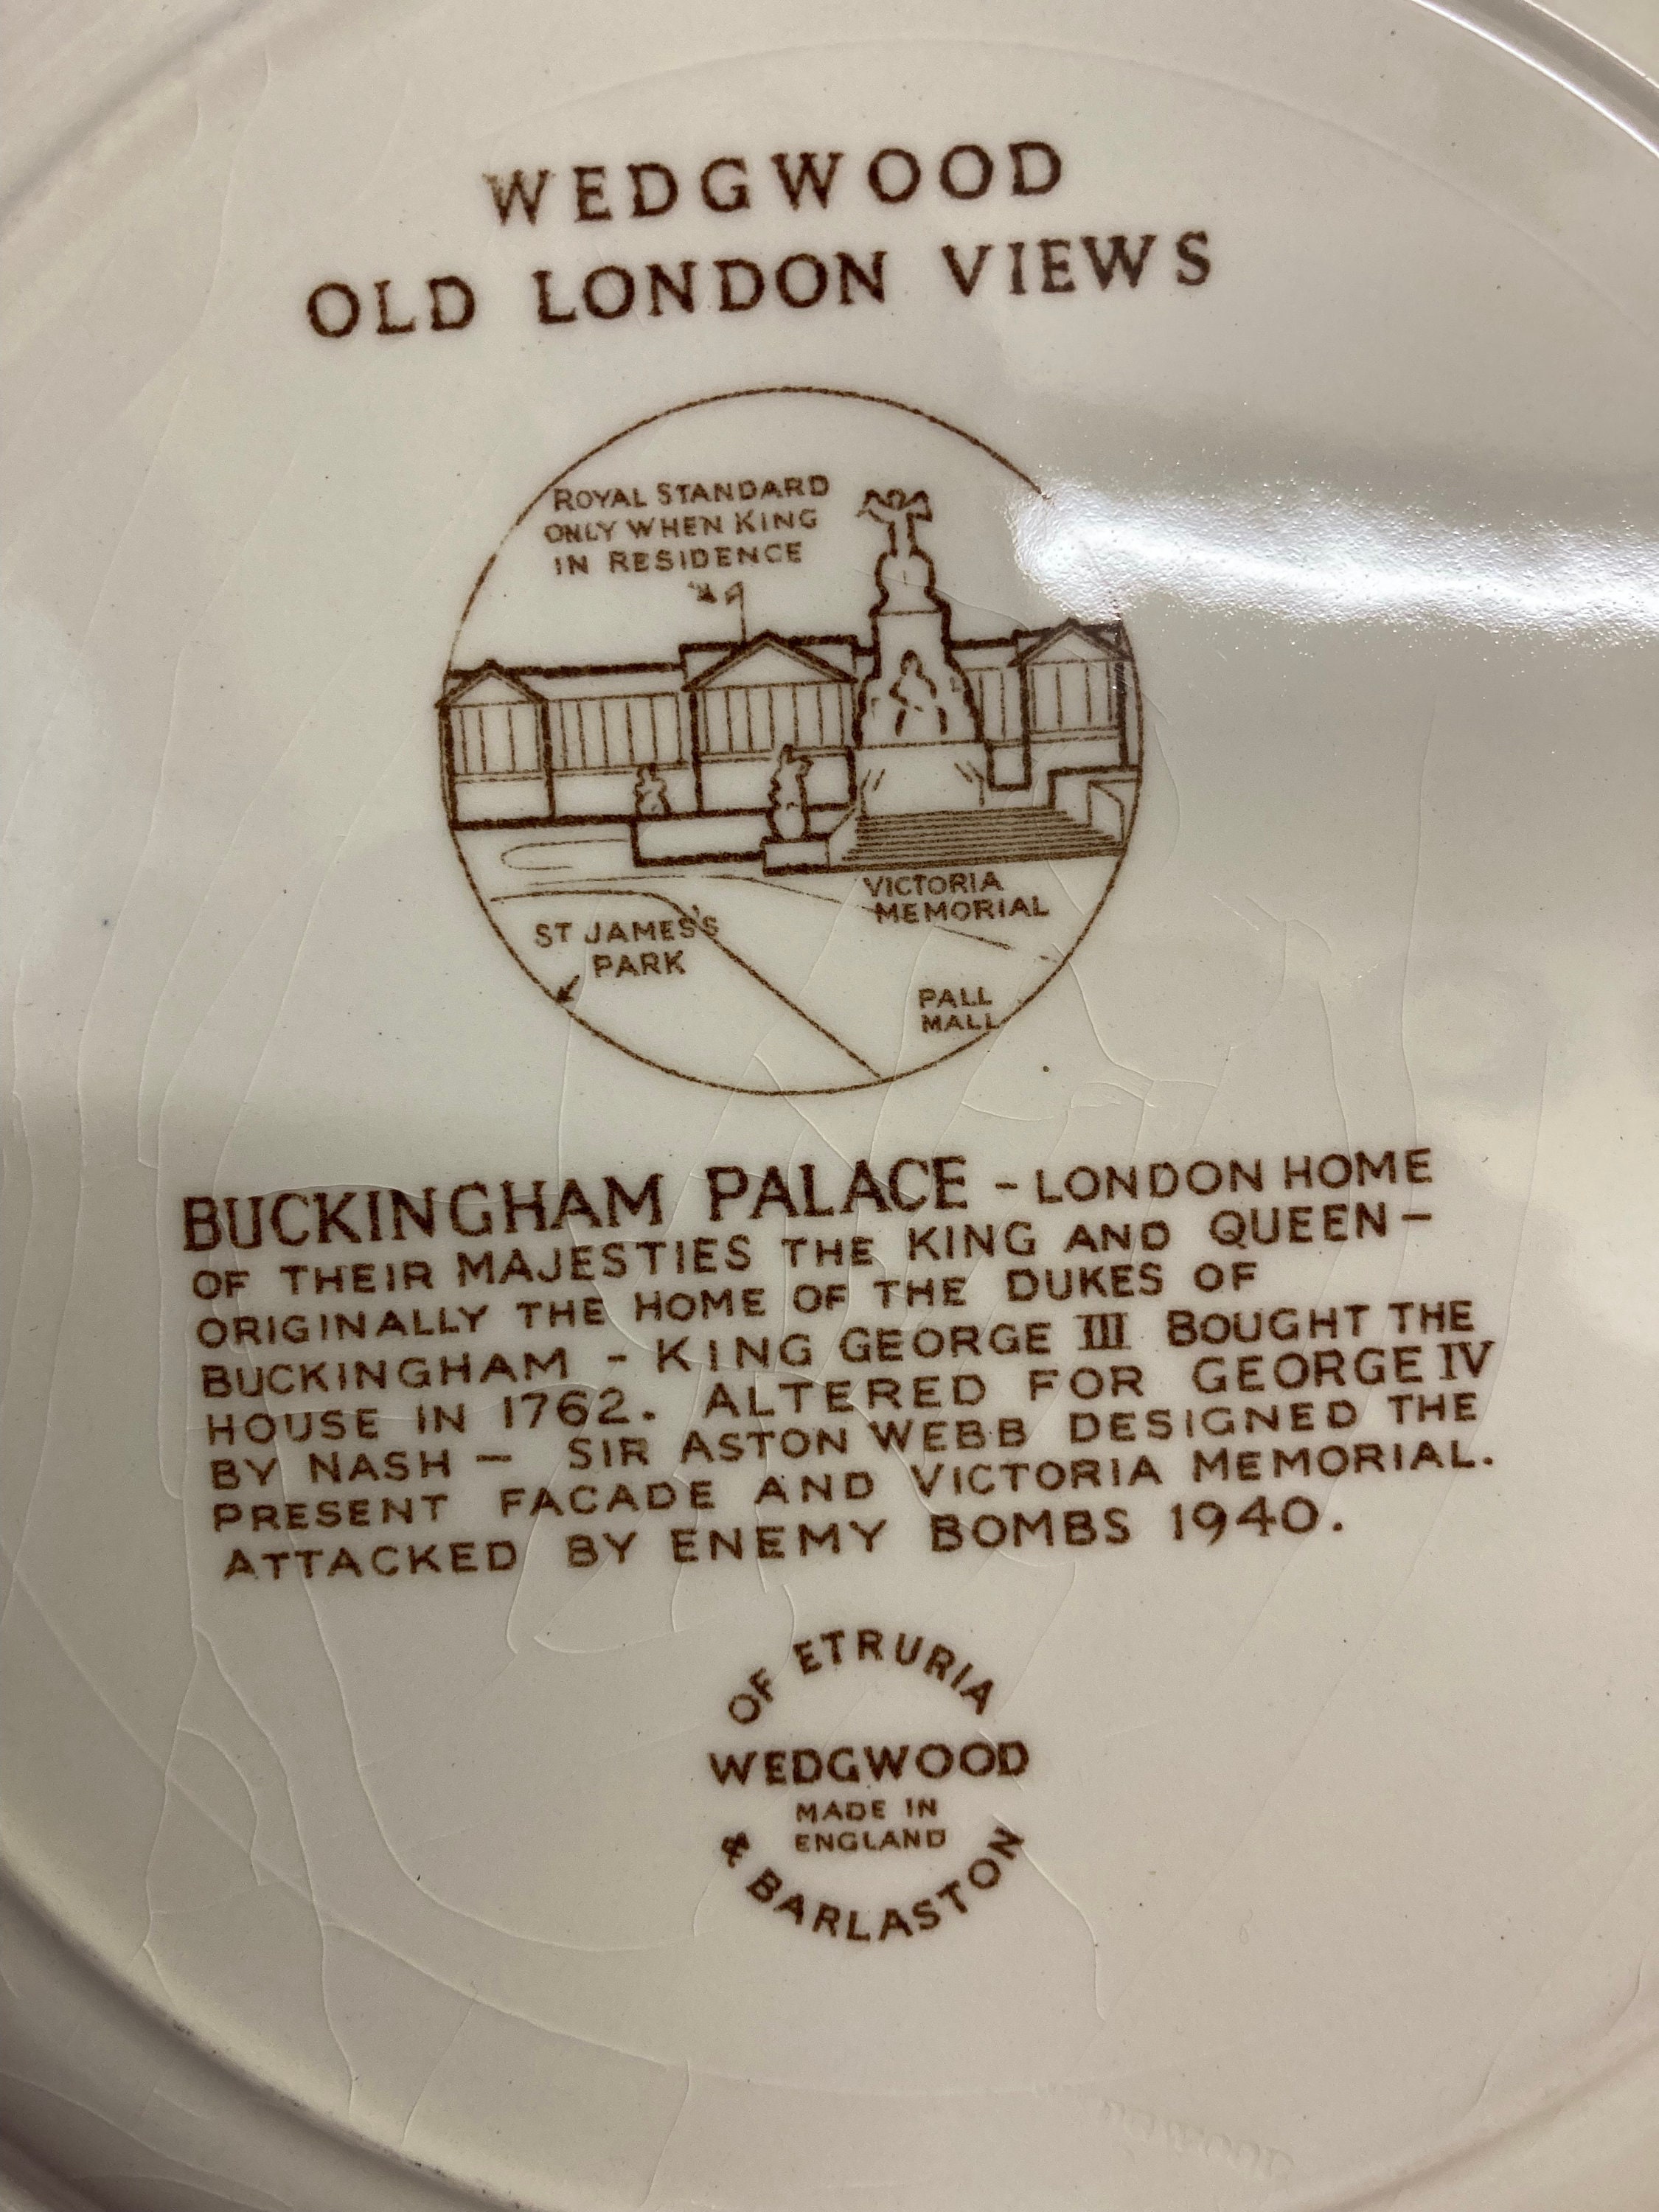 WEDGWOOD
OLD LONDON VIEWS
ROYAL STANDARD
ONLY WHEN KING
IN RESIDENCE
VICTORIA
MEMORIAL
ST JAMES'S
PARK
PALL
MALL
BUCKINGHAM PALACE - LONDON HOME
OF THEIR MAJESTIES THE KING AND QUEEN -
ORIGINALLY THE HOME OF THE DUKES OF
BUCKINGHAM - KING GEORGE III BOUGHT THE
HOUSE IN 1762. ALTERED FOR GEORGE IV
BY NASH - SIR ASTON WEBB DESIGNED THE
PRESENT FACADE AND VICTORIA MEMORIAL.
ATTACKED BY ENEMY BOMBS 1940.
OF ETRURIA
WEDGWOOD
MADE IN
ENGLAND
& BARLASTON